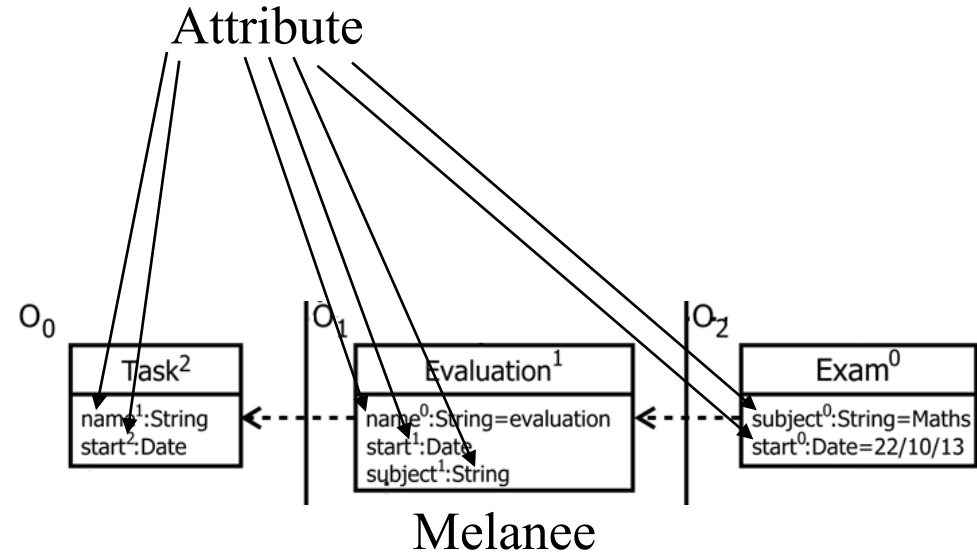 Attribute
O0
O1
O2
Task²
name¹:String
start²:Date
Evaluation¹
name⁰:String=evaluation
start¹:Date
subject¹:String
Exam⁰
subject⁰:String=Maths
start⁰:Date=22/10/13
Melanee